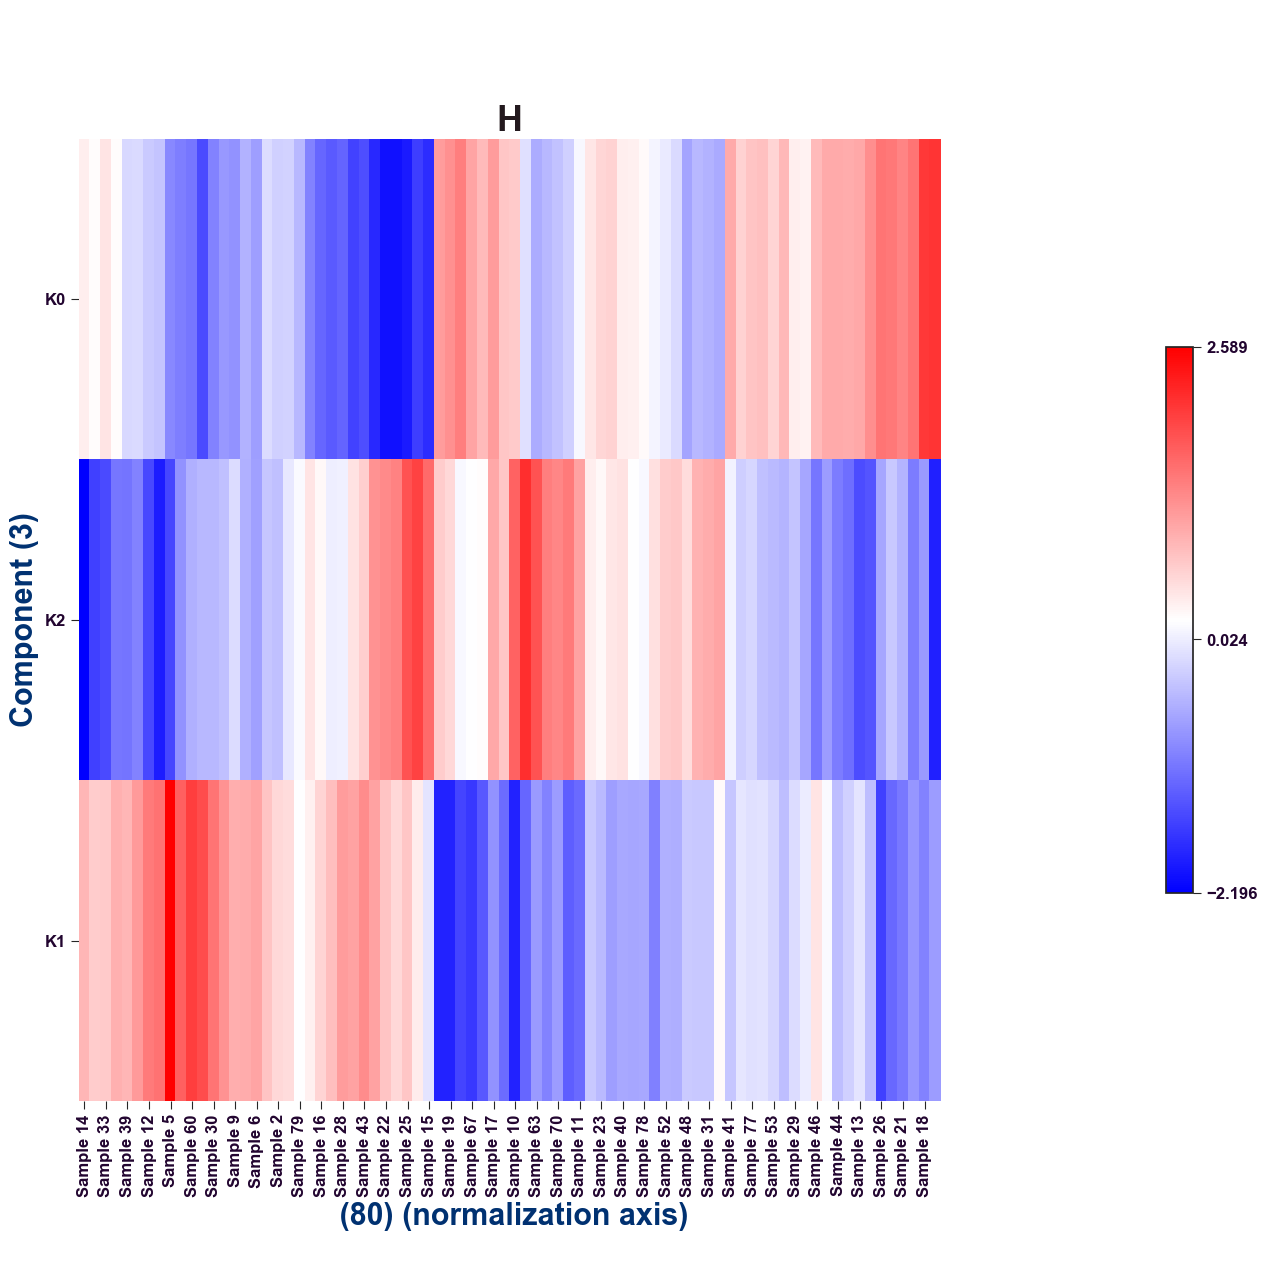 H
K0
K2
K1
Component (3)
2.589
0.024
−2.196
Sample 14
Sample 33
Sample 39
Sample 12
Sample 5
Sample 60
Sample 30
Sample 9
Sample 6
Sample 2
Sample 79
Sample 16
Sample 28
Sample 43
Sample 22
Sample 25
Sample 15
Sample 19
Sample 67
Sample 17
Sample 10
Sample 63
Sample 70
Sample 11
Sample 23
Sample 40
Sample 78
Sample 52
Sample 48
Sample 31
Sample 41
Sample 77
Sample 53
Sample 29
Sample 46
Sample 44
Sample 13
Sample 26
Sample 21
Sample 18
(80) (normalization axis)